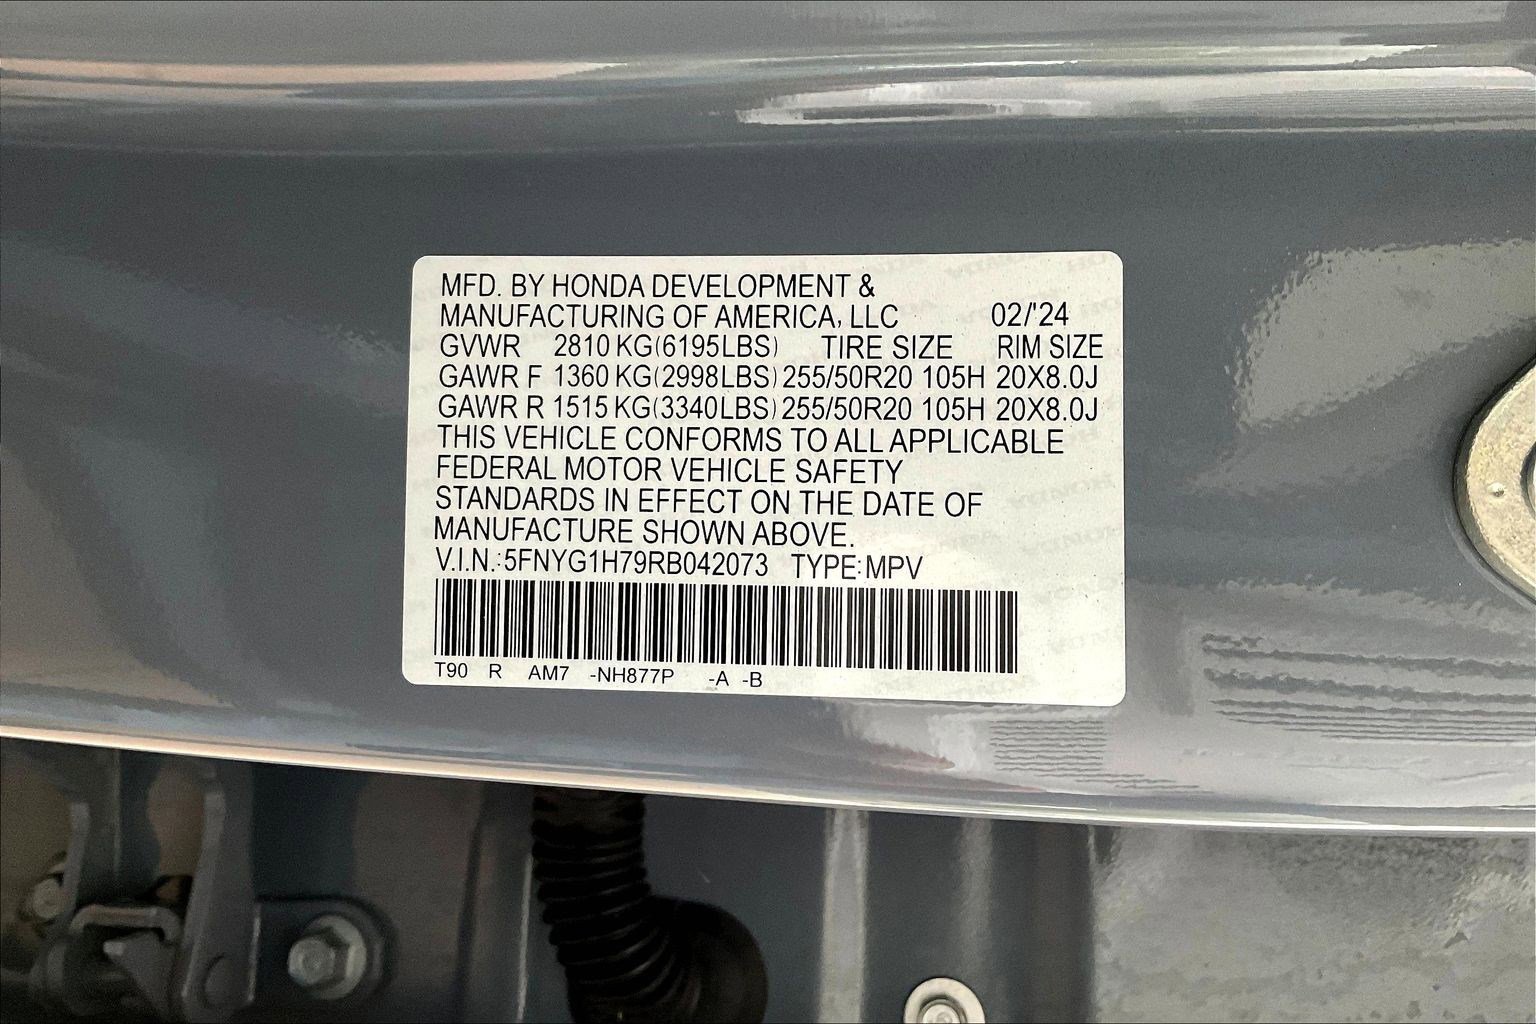 MFD. BY HONDA DEVELOPMENT &
MANUFACTURING OF AMERICA, LLC 02/'24
GVWR 2810 KG(6195LBS) TIRE SIZE RIM SIZE
GAWR F 1360 KG(2998LBS) 255/50R20 105H 20X8.0J
GAWR R 1515 KG(3340LBS) 255/50R20 105H 20X8.0J
THIS VEHICLE CONFORMS TO ALL APPLICABLE
FEDERAL MOTOR VEHICLE SAFETY
STANDARDS IN EFFECT ON THE DATE OF
MANUFACTURE SHOWN ABOVE.
V.I.N.:5FNYG1H79RB042073 TYPE:MPV
T90 R AM7 -NH877P -A -B